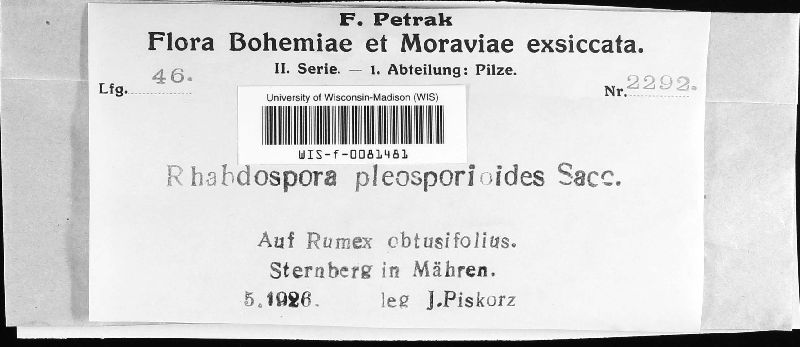 F. Petrak
Flora Bohemiae et Moraviae exsiccata.
II. Serie. — 1. Abteilung: Pilze.
Lfg. 46.
Nr. 2292.
University of Wisconsin-Madison (WIS)
WIS-f-0081481
Rhabdospora pleosporioides Sacc.
Auf Rumex obtusifolius.
Sternberg in Mähren.
5.1926. leg J.Piskorz